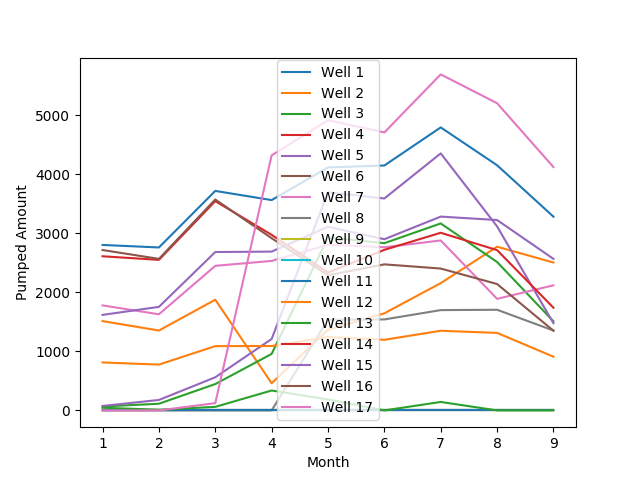 Pumped Amount
5000
4000
3000
2000
1000
0
Well 1
Well 2
Well 3
Well 4
Well 5
Well 6
Well 7
Well 8
Well 9
Well 10
Well 11
Well 12
Well 13
Well 14
Well 15
Well 16
Well 17
1 2 3 4 5 6 7 8 9
Month